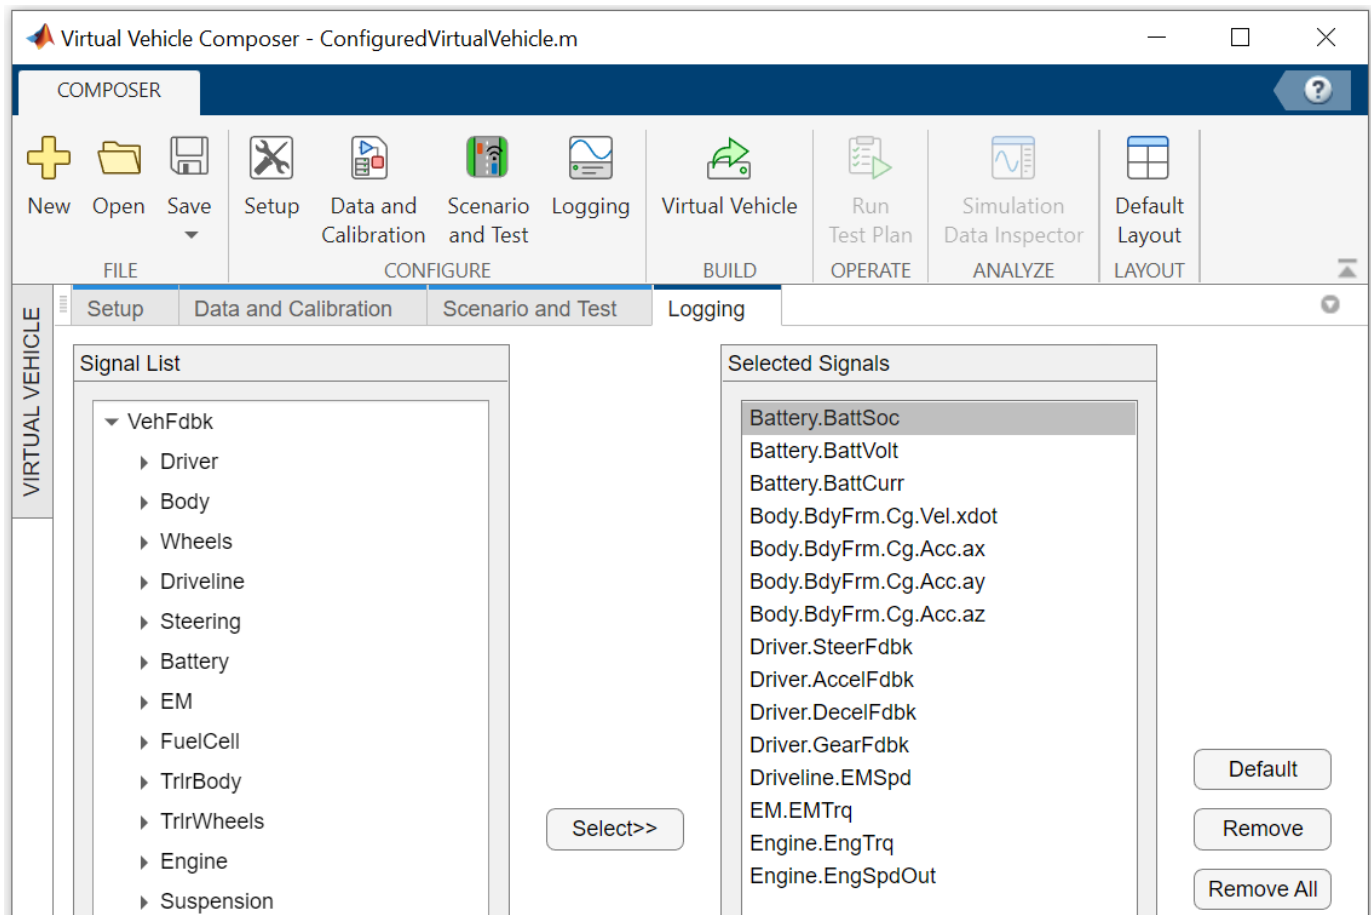 Virtual Vehicle Composer - ConfiguredVirtualVehicle.m
COMPOSER
?
New
Open
Save
Setup
Data and
Calibration
Scenario
and Test
Logging
Virtual Vehicle
Run
Test Plan
Simulation
Data Inspector
Default
Layout
FILE
CONFIGURE
BUILD
OPERATE
ANALYZE
LAYOUT
VIRTUAL VEHICLE
Setup
Data and Calibration
Scenario and Test
Logging
Signal List
VehFdbk
Driver
Body
Wheels
Driveline
Steering
Battery
EM
FuelCell
TrlrBody
TrlrWheels
Engine
Suspension
Select>>
Selected Signals
Battery.BattSoc
Battery.BattVolt
Battery.BattCurr
Body.BdyFrm.Cg.Vel.xdot
Body.BdyFrm.Cg.Acc.ax
Body.BdyFrm.Cg.Acc.ay
Body.BdyFrm.Cg.Acc.az
Driver.SteerFdbk
Driver.AccelFdbk
Driver.DecelFdbk
Driver.GearFdbk
Driveline.EMSpd
EM.EMTrq
Engine.EngTrq
Engine.EngSpdOut
Default
Remove
Remove All